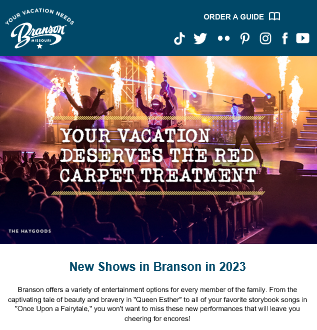 YOUR VACATION NEEDS
Branson
MISSOURI
ORDER A GUIDE
YOUR VACATION
DESERVES THE RED
CARPET TREATMENT
THE HAYGOODS
New Shows in Branson in 2023
Branson offers a variety of entertainment options for every member of the family. From the
captivating tale of beauty and bravery in "Queen Esther" to all of your favorite storybook songs in
"Once Upon a Fairytale," you won't want to miss these new performances that will leave you
cheering for encores!